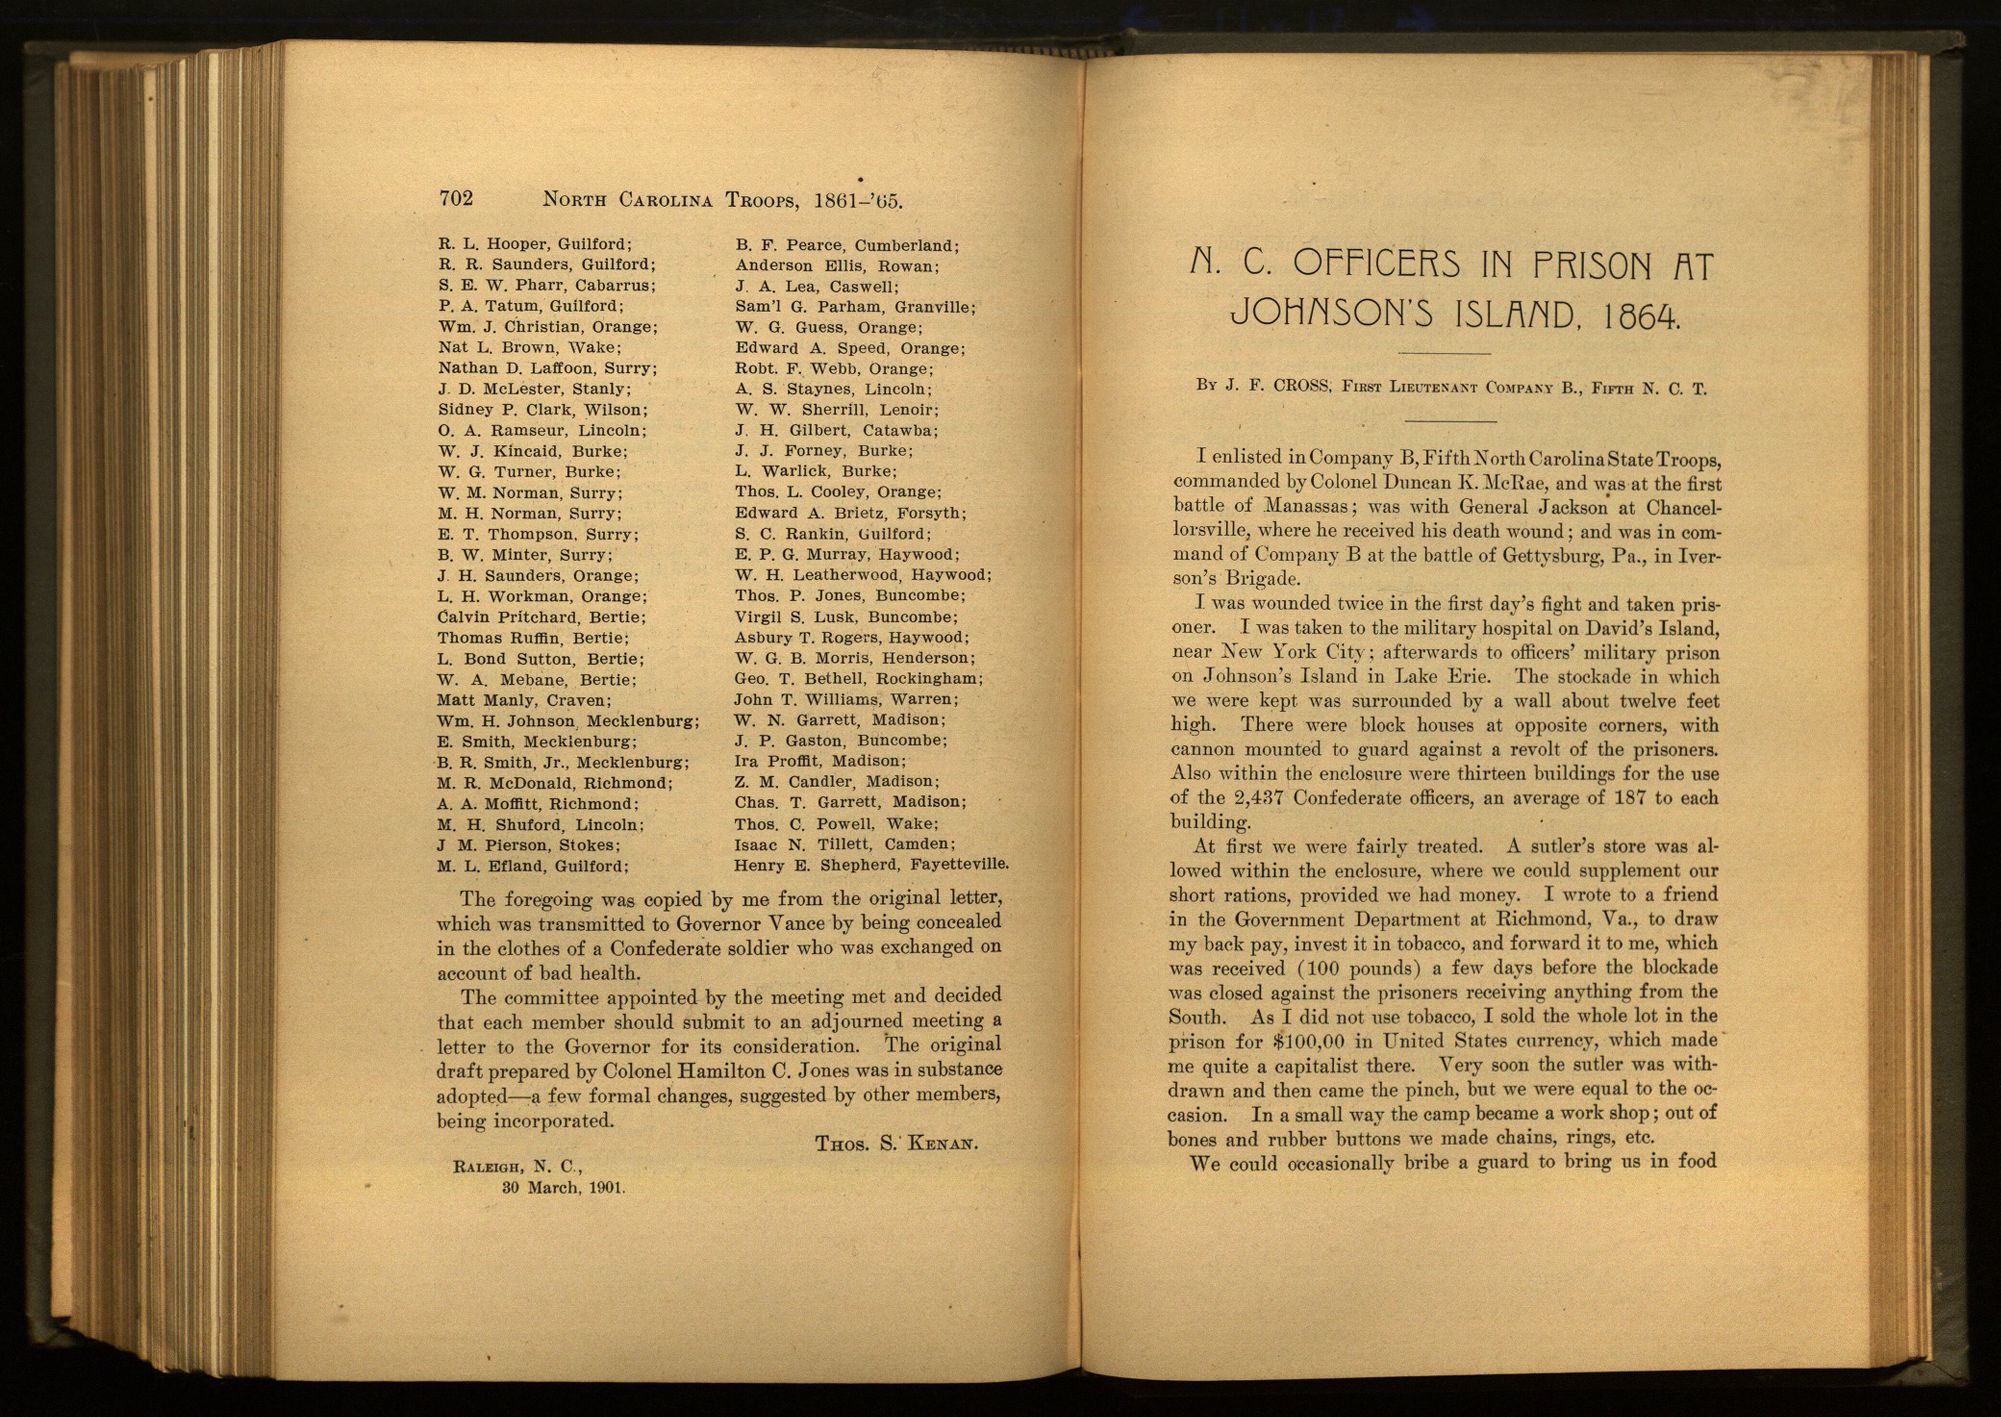 702 NORTH CAROLINA TROOPS, 1861-'65.
R. L. Hooper, Guilford;
R. R. Saunders, Guilford;
S. E. W. Pharr, Cabarrus;
P. A. Tatum, Guilford;
Wm. J. Christian, Orange;
Nat L. Brown, Wake;
Nathan D. Laffoon, Surry;
J. D. McLester, Stanly;
Sidney P. Clark, Wilson;
O. A. Ramseur, Lincoln;
W. J. Kincaid, Burke;
W. G. Turner, Burke;
W. M. Norman, Surry;
M. H. Norman, Surry;
E. T. Thompson, Surry;
B. W. Minter, Surry;
J. H. Saunders, Orange;
L. H. Workman, Orange;
Calvin Pritchard, Bertie;
Thomas Ruffin, Bertie;
L. Bond Sutton, Bertie;
W. A. Mebane, Bertie;
Matt Manly, Craven;
Wm. H. Johnson, Mecklenburg;
E. Smith, Mecklenburg;
B. R. Smith, Jr., Mecklenburg;
M. R. McDonald, Richmond;
A. A. Moffitt, Richmond;
M. H. Shuford, Lincoln;
J M. Pierson, Stokes;
M. L. Efland, Guilford;
B. F. Pearce, Cumberland;
Anderson Ellis, Rowan;
J. A. Lea, Caswell;
Sam'l G. Parham, Granville;
W. G. Guess, Orange;
Edward A. Speed, Orange;
Robt. F. Webb, Orange;
A. S. Staynes, Lincoln;
W. W. Sherrill, Lenoir;
J. H. Gilbert, Catawba;
J. J. Forney, Burke;
L. Warlick, Burke;
Thos. L. Cooley, Orange;
Edward A. Brietz, Forsyth;
S. C. Rankin, Guilford;
E. P. G. Murray, Haywood;
W. H. Leatherwood, Haywood;
Thos. P. Jones, Buncombe;
Virgil S. Lusk, Buncombe;
Asbury T. Rogers, Haywood;
W. G. B. Morris, Henderson;
Geo. T. Bethell, Rockingham;
John T. Williams, Warren;
W. N. Garrett, Madison;
J. P. Gaston, Buncombe;
Ira Proffit, Madison;
Z. M. Candler, Madison;
Chas. T. Garrett, Madison;
Thos. C. Powell, Wake;
Isaac N. Tillett, Camden;
Henry E. Shepherd, Fayetteville.
The foregoing was copied by me from the original letter,
which was transmitted to Governor Vance by being concealed
in the clothes of a Confederate soldier who was exchanged on
account of bad health.
The committee appointed by the meeting met and decided
that each member should submit to an adjourned meeting a
letter to the Governor for its consideration. The original
draft prepared by Colonel Hamilton C. Jones was in substance
adopted—a few formal changes, suggested by other members,
being incorporated.
THOS. S. KENAN.
RALEIGH, N. C.,
30 March, 1901.
N. C. OFFICERS IN PRISON AT
JOHNSON'S ISLAND, 1864.
BY J. F. CROSS, FIRST LIEUTENANT COMPANY B., FIFTH N. C. T.
I enlisted in Company B, Fifth North Carolina State Troops,
commanded by Colonel Duncan K. McRae, and was at the first
battle of Manassas; was with General Jackson at Chancel-
lorsville, where he received his death wound; and was in com-
mand of Company B at the battle of Gettysburg, Pa., in Iver-
son's Brigade.
I was wounded twice in the first day's fight and taken pris-
oner. I was taken to the military hospital on David's Island,
near New York City; afterwards to officers' military prison
on Johnson's Island in Lake Erie. The stockade in which
we were kept was surrounded by a wall about twelve feet
high. There were block houses at opposite corners, with
cannon mounted to guard against a revolt of the prisoners.
Also within the enclosure were thirteen buildings for the use
of the 2,437 Confederate officers, an average of 187 to each
building.
At first we were fairly treated. A sutler's store was al-
lowed within the enclosure, where we could supplement our
short rations, provided we had money. I wrote to a friend
in the Government Department at Richmond, Va., to draw
my back pay, invest it in tobacco, and forward it to me, which
was received (100 pounds) a few days before the blockade
was closed against the prisoners receiving anything from the
South. As I did not use tobacco, I sold the whole lot in the
prison for $100,00 in United States currency, which made
me quite a capitalist there. Very soon the sutler was with-
drawn and then came the pinch, but we were equal to the oc-
casion. In a small way the camp became a work shop; out of
bones and rubber buttons we made chains, rings, etc.
We could occasionally bribe a guard to bring us in food